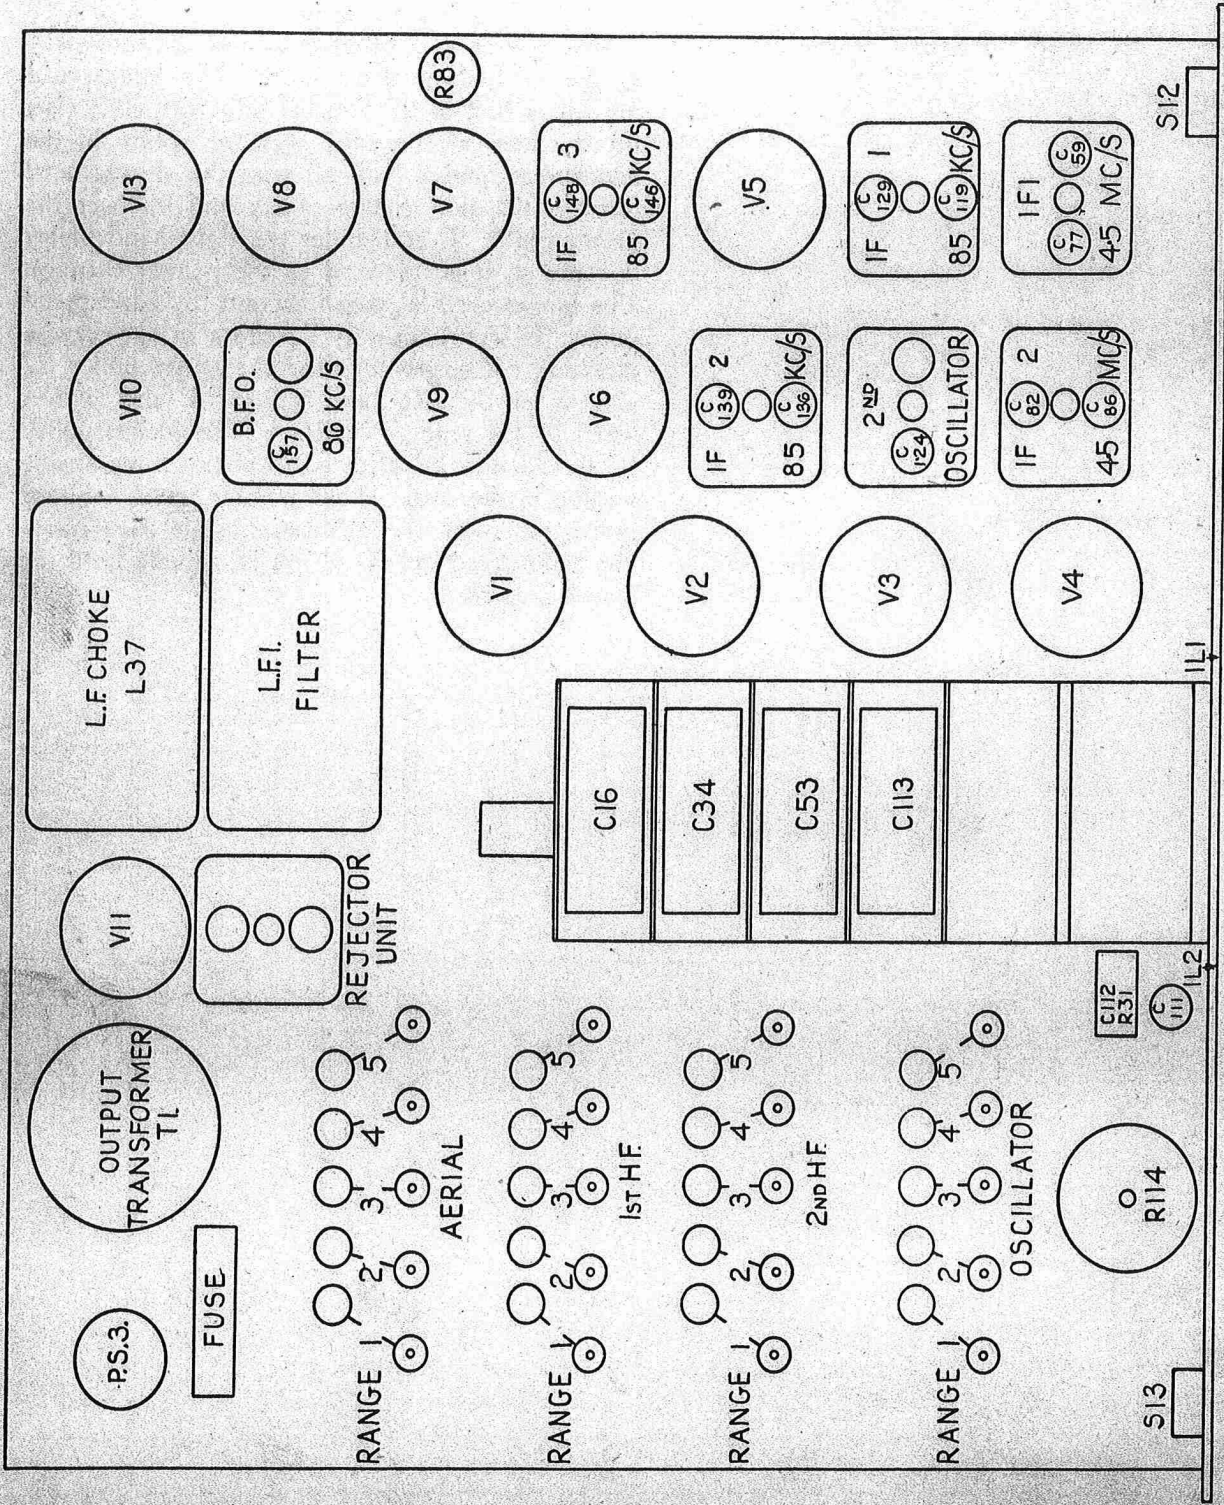 P.S.3.
FUSE
OUTPUT
TRANSFORMER
T1.
V11
REJECTOR
UNIT
L.F. CHOKE
L37
L.F.I.
FILTER
V10
V13
B.F.O.
C
157
86 KC/S
V8
V9
V7
R83
V6
IF 3
C
148
C
146
85 KC/S
IF 2
C
139
C
136
85 KC/S
V5
2ND
C
124
OSCILLATOR
IF 1
C
129
C
119
85 KC/S
IF 2
C
82
C
86
4·5 MC/S
IF1
C
77
C
59
4·5 MC/S
V1
V2
V3
V4
C16
C34
C53
C113
RANGE 1 2 3 4 5
AERIAL
RANGE 1 2 3 4 5
1ST H.F.
RANGE 1 2 3 4 5
2ND H.F.
RANGE 1 2 3 4 5
OSCILLATOR
C112
R31
C
111
R114
S13
IL2
IL1
S12